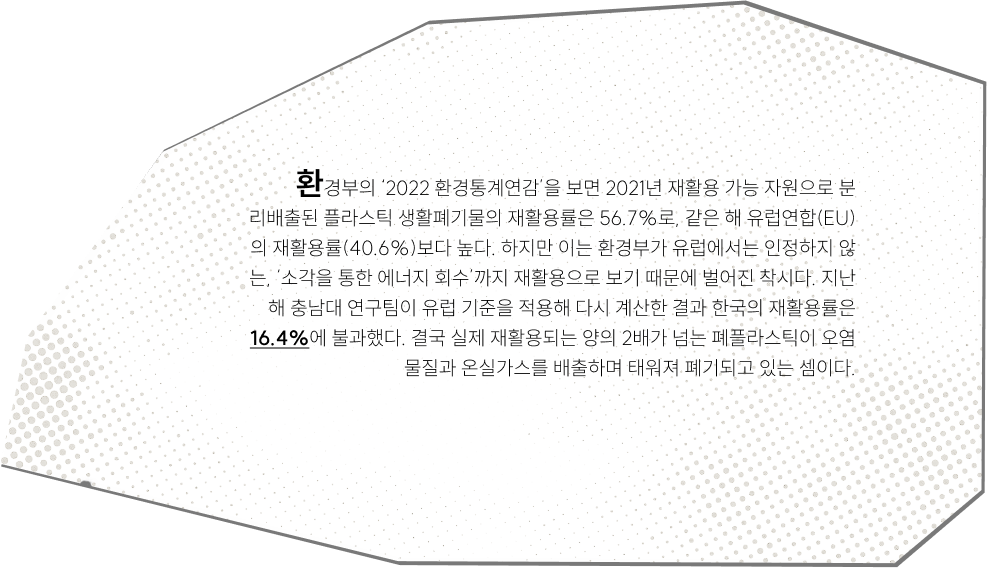 환경부의 '2022 환경통계연감'을 보면 2021년 재활용 가능 자원으로 분
리배출된 플라스틱 생활폐기물의 재활용률은 56.7%로, 같은 해 유럽연합(EU)
의 재활용률(40.6%)보다 높다. 하지만 이는 환경부가 유럽에서는 인정하지 않
는, '소각을 통한 에너지 회수'까지 재활용으로 보기 때문에 벌어진 착시다. 지난
해 충남대 연구팀이 유럽 기준을 적용해 다시 계산한 결과 한국의 재활용률은
16.4%에 불과했다. 결국 실제 재활용되는 양의 2배가 넘는 폐플라스틱이 오염
물질과 온실가스를 배출하며 태워져 폐기되고 있는 셈이다.